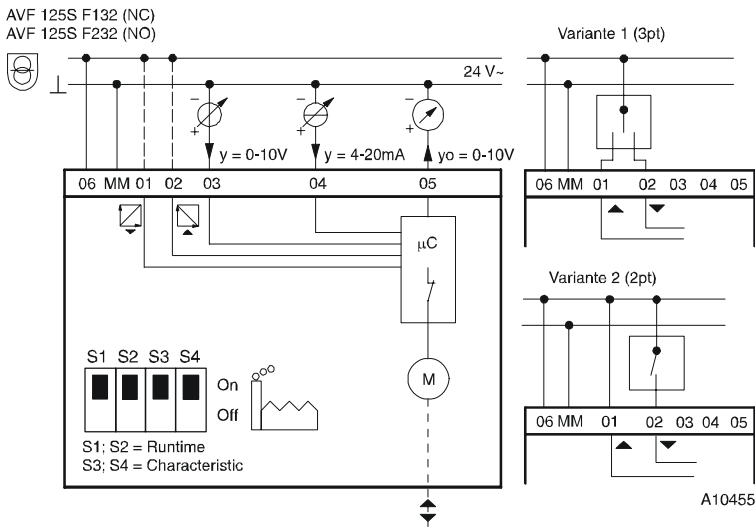 AVF 125S F132 (NC)
AVF 125S F232 (NO)
24 V~
y = 0-10V
y = 4-20mA
yo = 0-10V
06 MM 01 02 03 04 05
µC
M
S1 S2 S3 S4
On
Off
S1; S2 = Runtime
S3; S4 = Characteristic
Variante 1 (3pt)
06 MM 01 02 03 04 05
Variante 2 (2pt)
06 MM 01 02 03 04 05
A10455